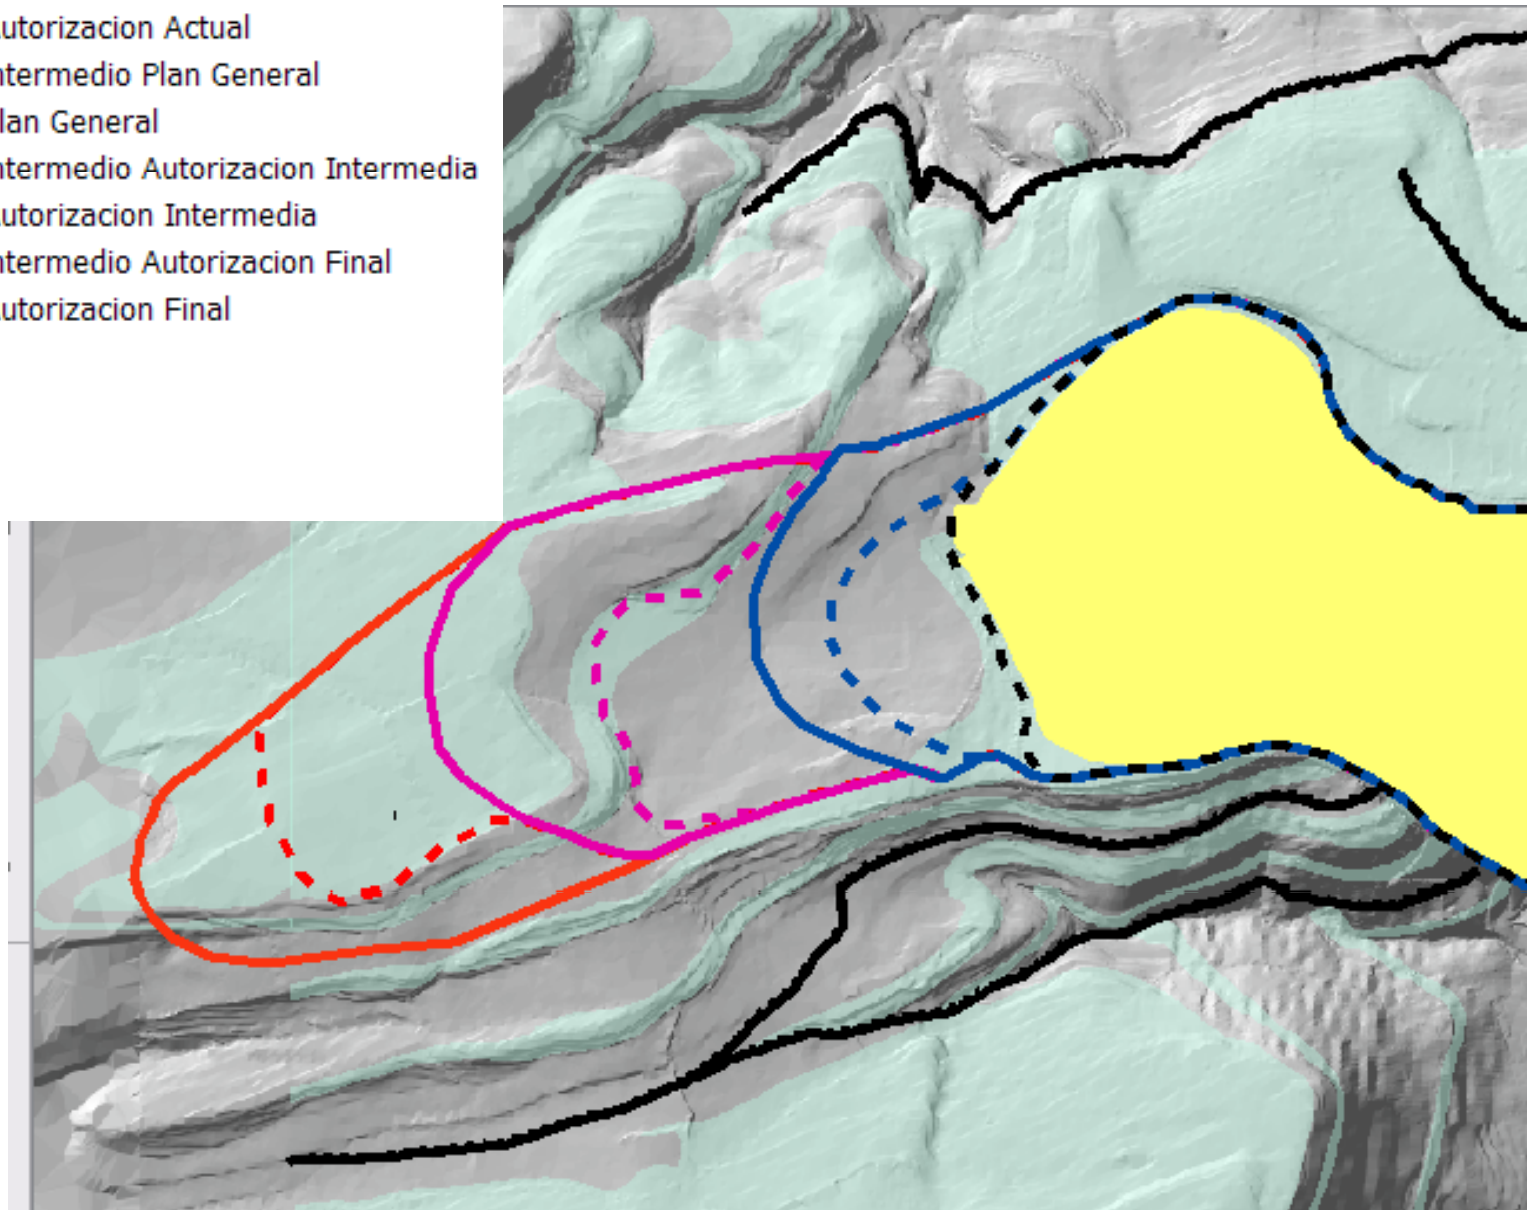 utorizacion Actual
ntermedio Plan General
lan General
ntermedio Autorizacion Intermedia
utorizacion Intermedia
ntermedio Autorizacion Final
utorizacion Final